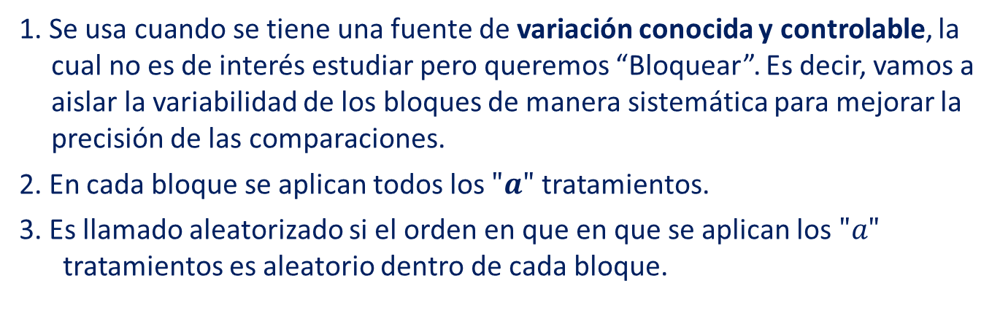 1. Se usa cuando se tiene una fuente de variación conocida y controlable, la
cual no es de interés estudiar pero queremos “Bloquear”. Es decir, vamos a
aislar la variabilidad de los bloques de manera sistemática para mejorar la
precisión de las comparaciones.
2. En cada bloque se aplican todos los "a" tratamientos.
3. Es llamado aleatorizado si el orden en que en que se aplican los "a"
tratamientos es aleatorio dentro de cada bloque.